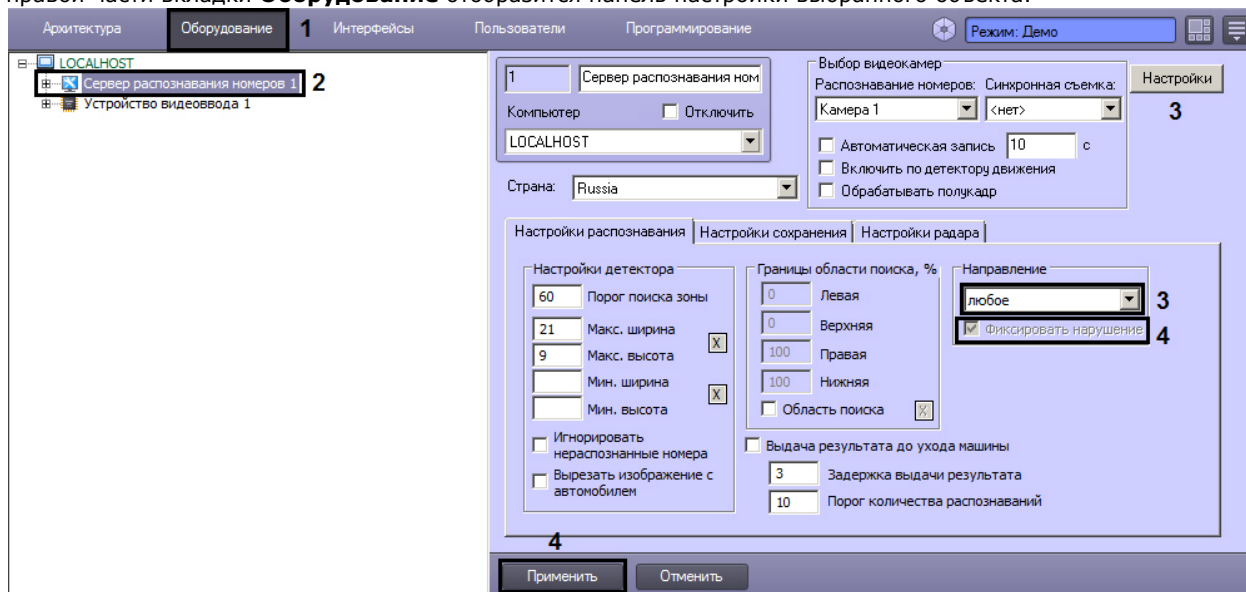 правой части вкладки Оборудование отобразится панель настройки выбранного объекта.
Архитектура Оборудование 1 Интерфейсы Пользователи Программирование Режим: Демо
LOCALHOST
Сервер распознавания номеров 1 2
Устройство видеоввода 1
1 Сервер распознавания ном
Компьютер Отключить
LOCALHOST
Страна: Russia
Выбор видеокамер
Распознавание номеров: Синхронная съемка:
Камера 1 <нет>
Автоматическая запись 10 с
Включить по детектору движения
Обрабатывать полукадр
Настройки
3
Настройки распознавания Настройки сохранения Настройки радара
Настройки детектора
60 Порог поиска зоны
21 Макс. ширина
9 Макс. высота
X
Мин. ширина
Мин. высота
X
Игнорировать
нераспознанные номера
Вырезать изображение с
автомобилем
Границы области поиска, %
0 Левая
0 Верхняя
100 Правая
100 Нижняя
Область поиска X
Направление
любое 3
Фиксировать нарушение 4
Выдача результата до ухода машины
3 Задержка выдачи результата
10 Порог количества распознаваний
4
Применить Отменить